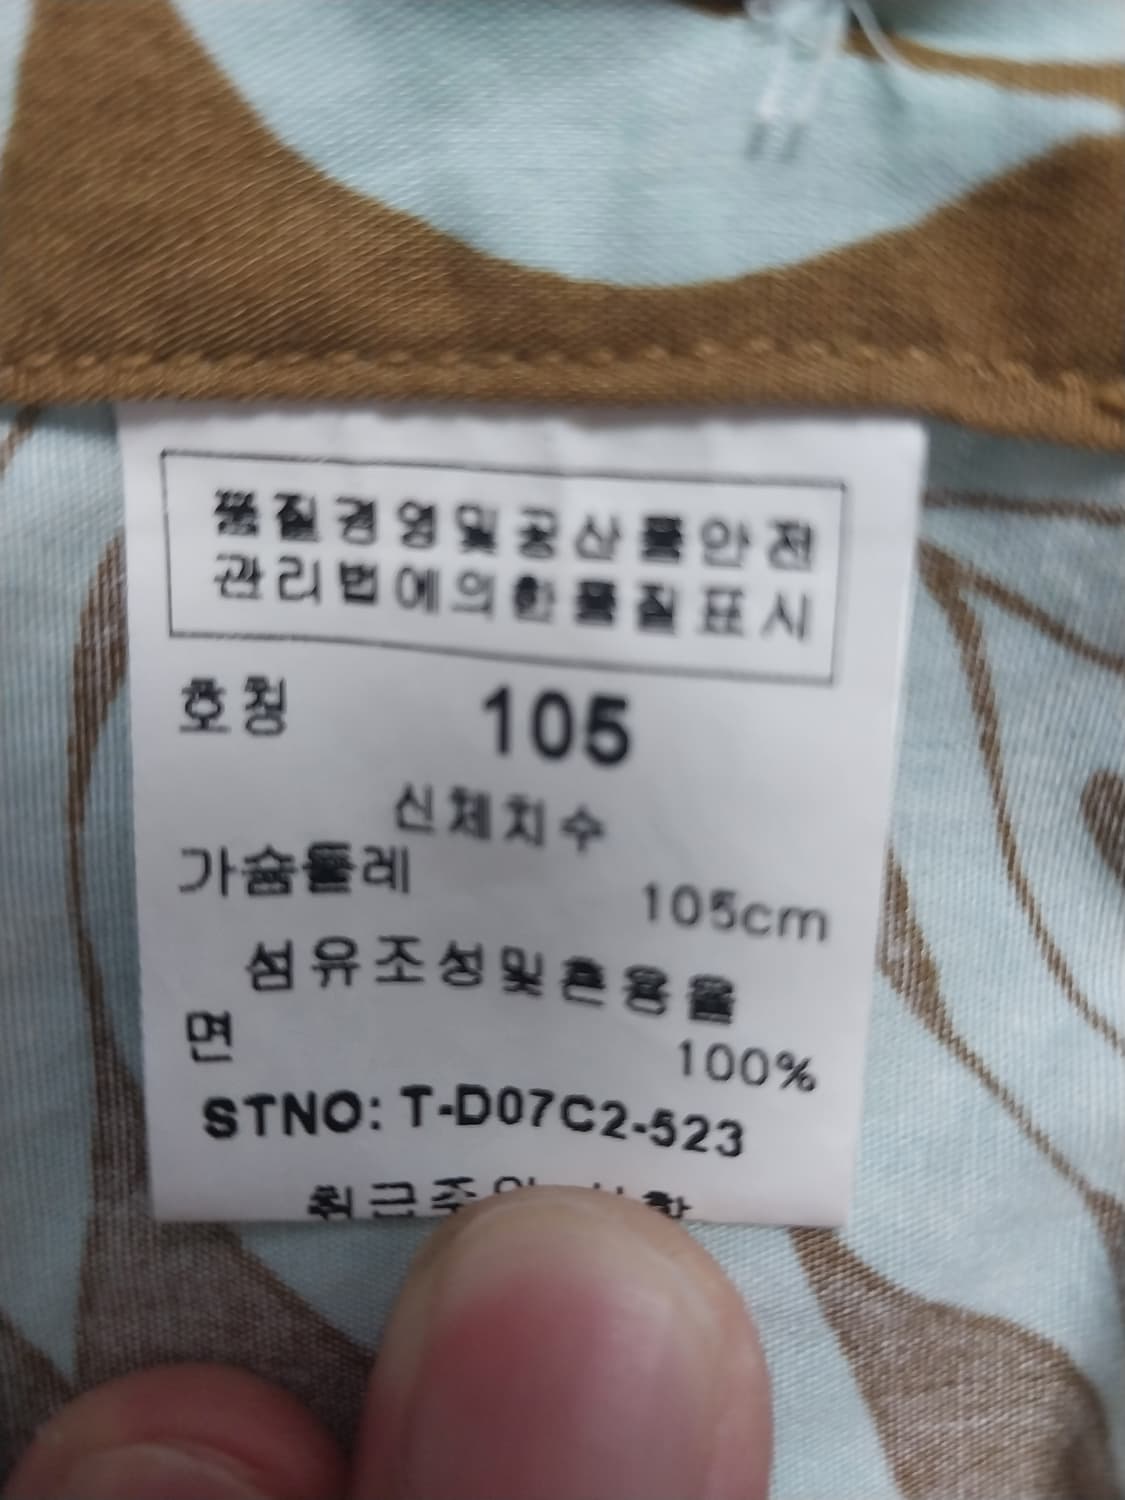 품질경영및공산품안전
관리법에의한품질표시
호칭 105
신체치수
가슴둘레 105cm
섬유조성및혼용율
면 100%
STNO: T-D07C2-523